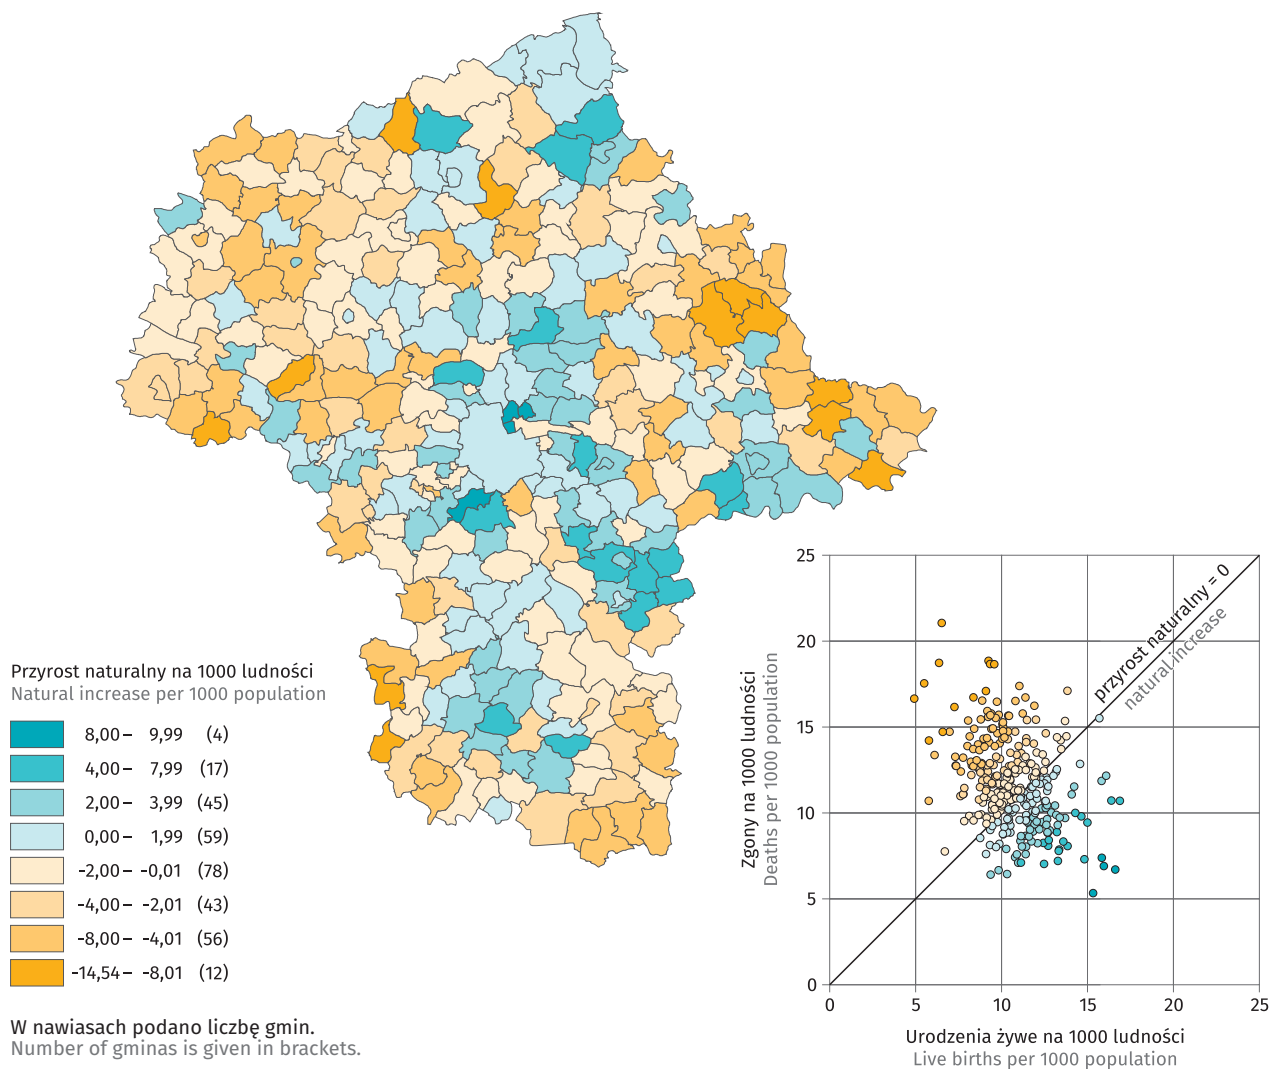 Przyrost naturalny na 1000 ludności
Natural increase per 1000 population
8,00 – 9,99 (4)
4,00 – 7,99 (17)
2,00 – 3,99 (45)
0,00 – 1,99 (59)
-2,00 – -0,01 (78)
-4,00 – -2,01 (43)
-8,00 – -4,01 (56)
-14,54 – -8,01 (12)
W nawiasach podano liczbę gmin.
Number of gminas is given in brackets.
Zgony na 1000 ludności
Deaths per 1000 population
25
20
15
10
5
0
przyrost naturalny = 0
natural increase
0 5 10 15 20 25
Urodzenia żywe na 1000 ludności
Live births per 1000 population